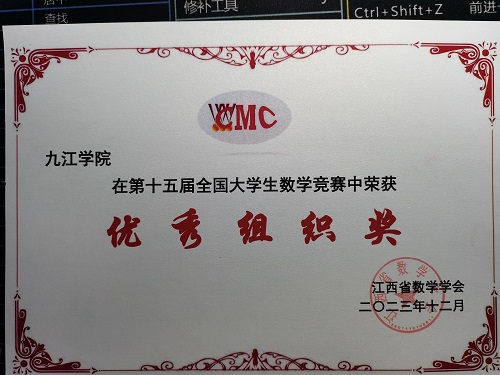 居中
查找
修补工具
Ctrl+Shift+Z
前进
CMC
九江学院
在第十五届全国大学生数学竞赛中荣获
优秀组织奖
江西省数学学会
二〇二三年十二月